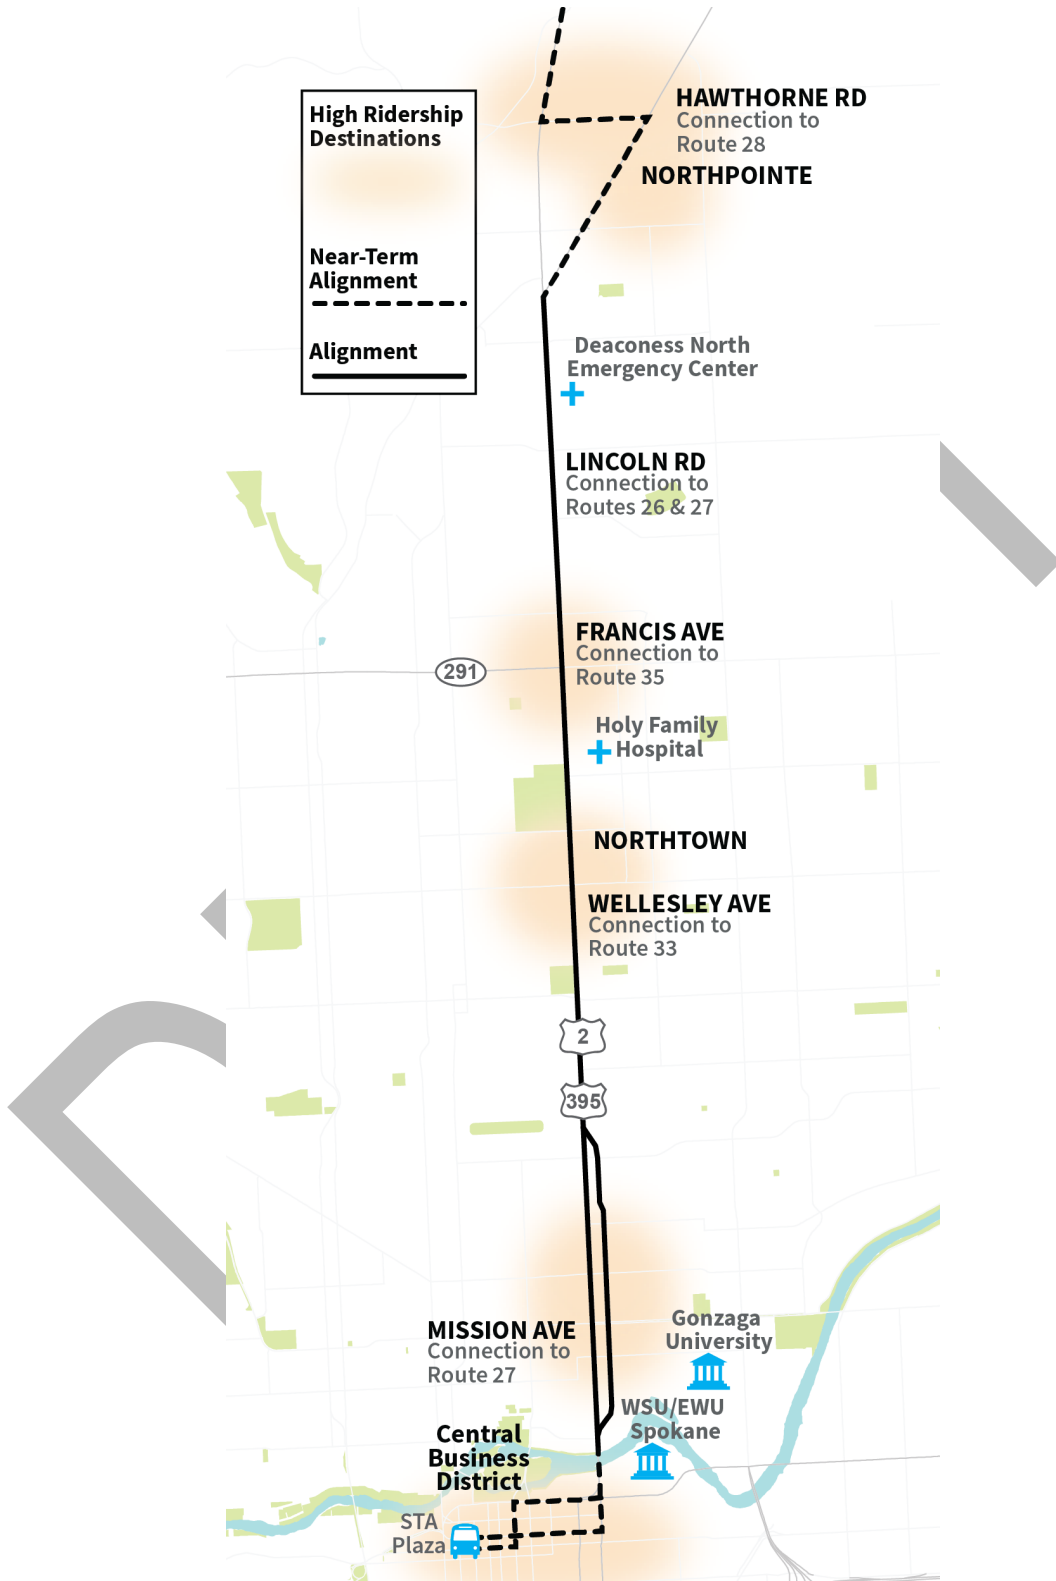 High Ridership
Destinations
Near-Term
Alignment
Alignment
HAWTHORNE RD
Connection to
Route 28
NORTHPOINTE
Deaconess North
Emergency Center
LINCOLN RD
Connection to
Routes 26 & 27
FRANCIS AVE
Connection to
Route 35
291
Holy Family
Hospital
NORTHTOWN
WELLESLEY AVE
Connection to
Route 33
2
395
Gonzaga
University
MISSION AVE
Connection to
Route 27
WSU/EWU
Spokane
Central
Business
District
STA
Plaza